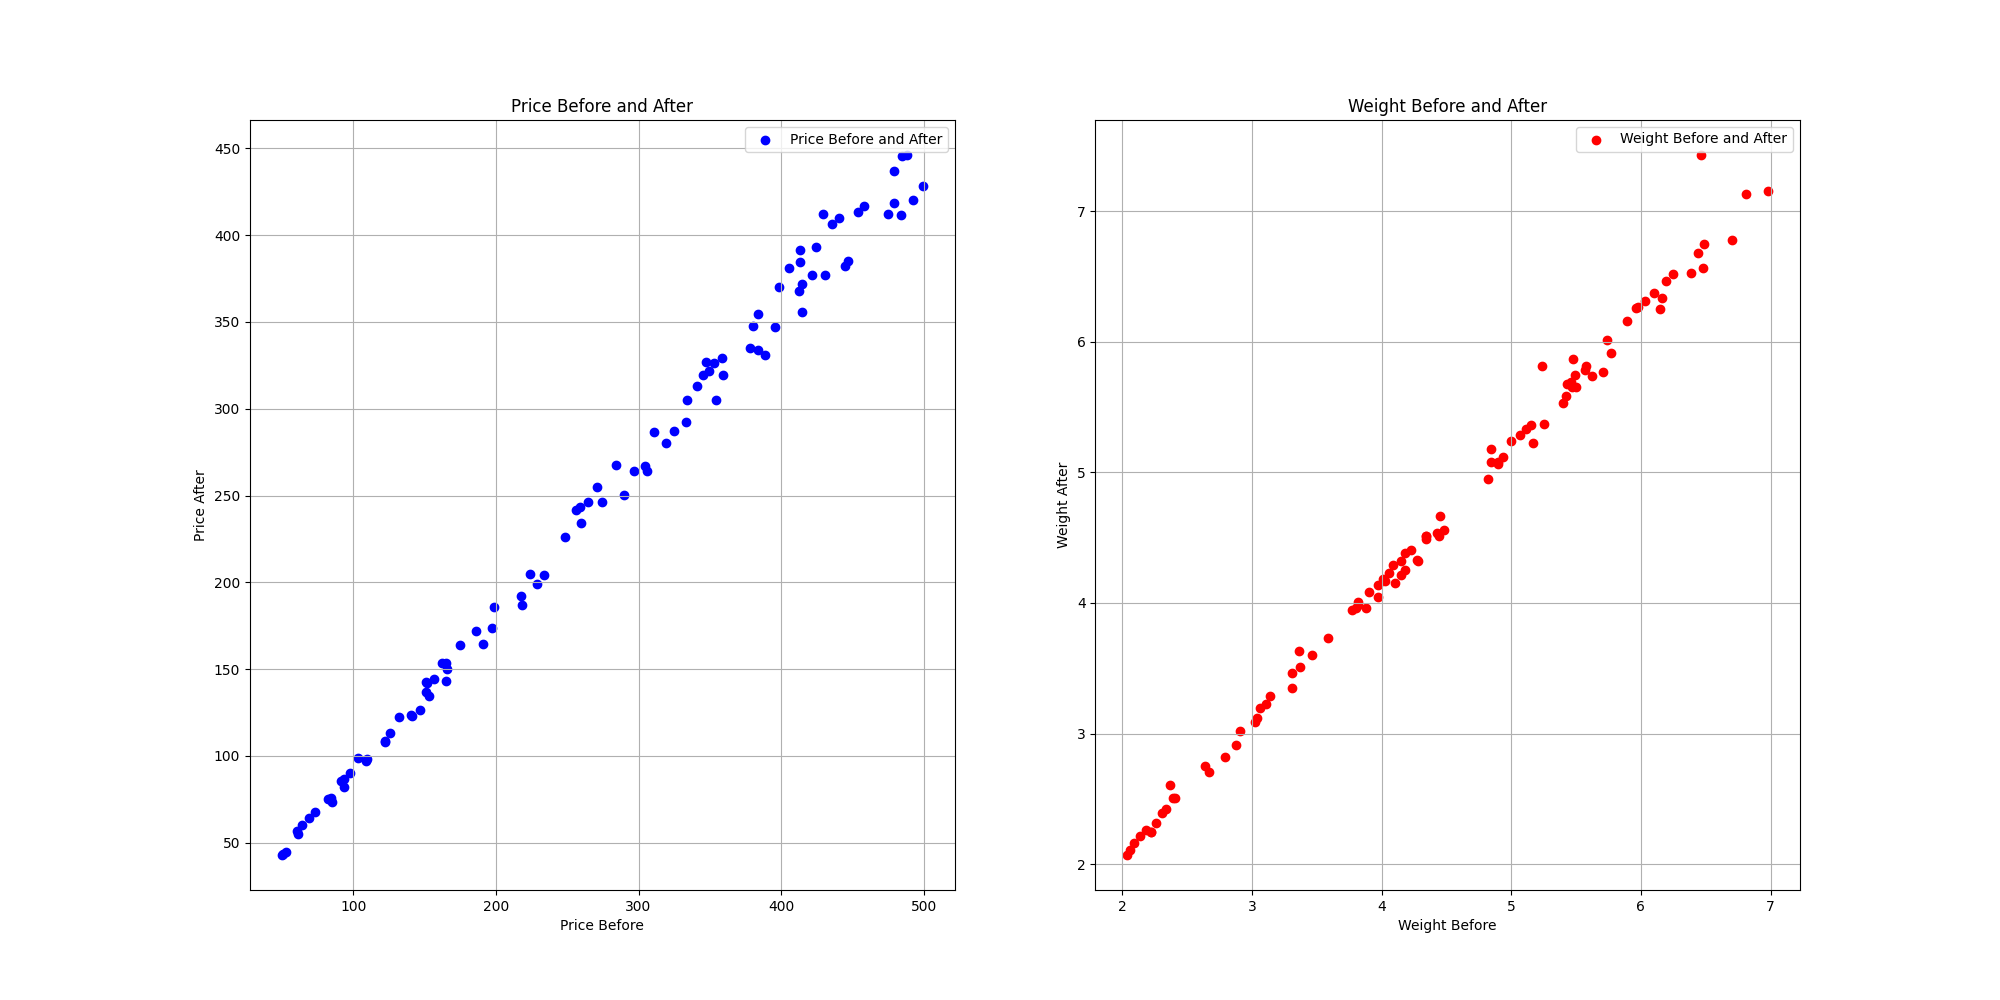 Price Before and After
Price Before and After
450
400
350
300
250
200
150
100
50
Price After
100 200 300 400 500
Price Before
Weight Before and After
Weight Before and After
7
6
5
4
3
2
Weight After
2 3 4 5 6 7
Weight Before